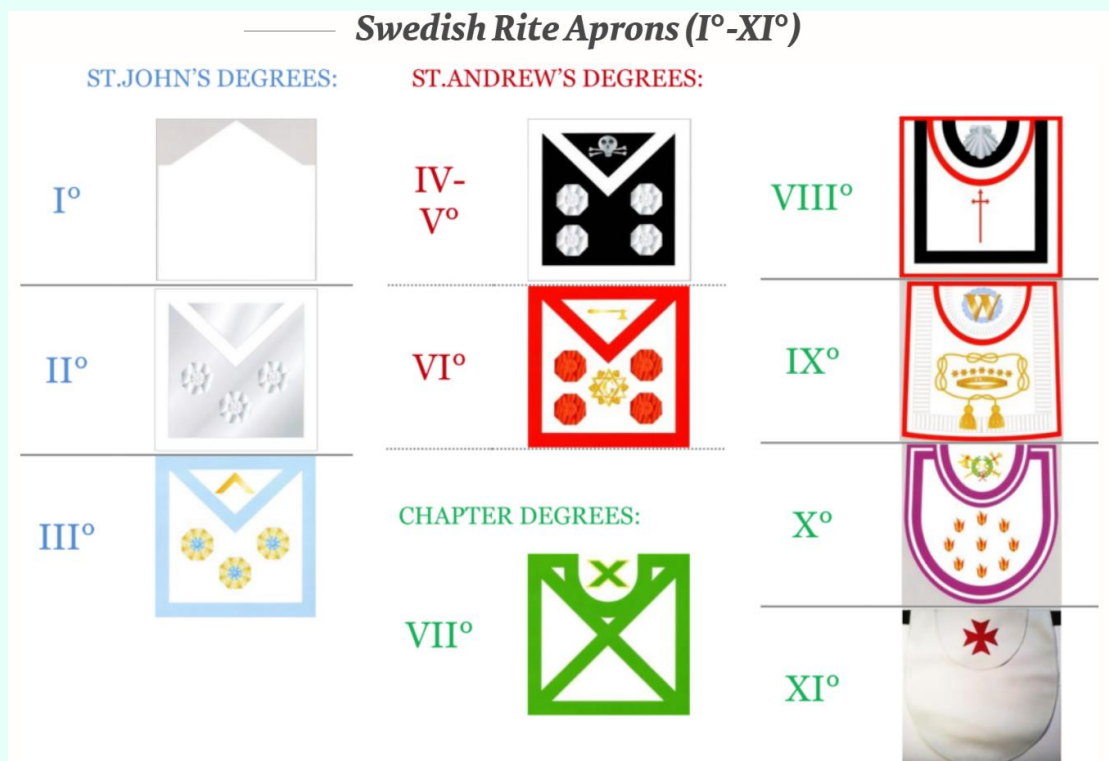 Swedish Rite Aprons (I°-XI°)
ST.JOHN'S DEGREES:
I°
II°
III°
ST.ANDREW'S DEGREES:
IV-
V°
VI°
CHAPTER DEGREES:
X
VII°
VIII°
W
IX°
X°
XI°